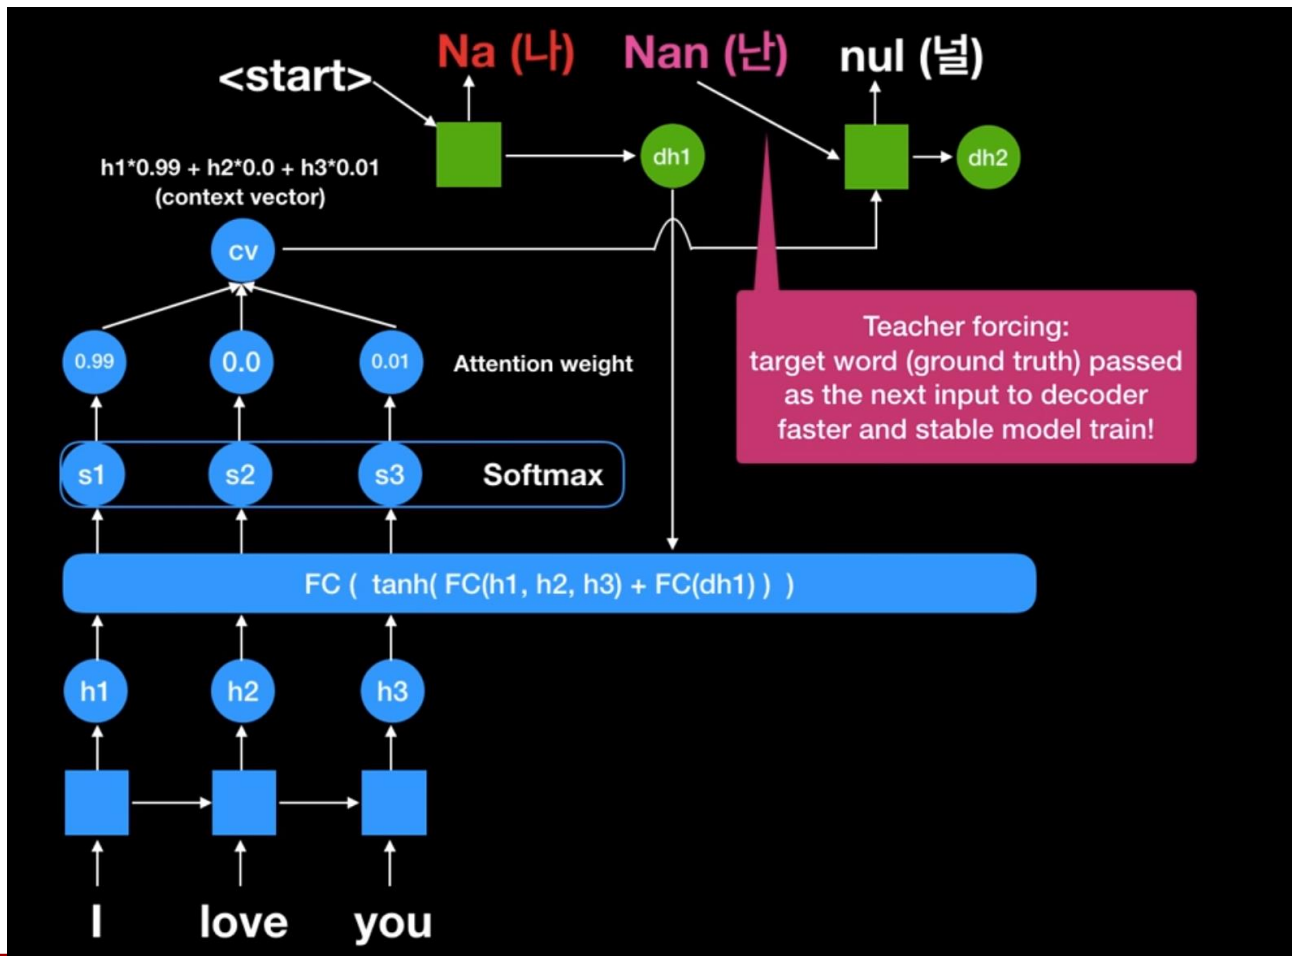 Na (나)
Nan (난)
nul (널)
<start>
dh1
dh2
h1*0.99 + h2*0.0 + h3*0.01
(context vector)
cv
0.99
0.0
0.01
Attention weight
Teacher forcing:
target word (ground truth) passed
as the next input to decoder
faster and stable model train!
s1
s2
s3
Softmax
FC ( tanh( FC(h1, h2, h3) + FC(dh1) ) )
h1
h2
h3
I
love
you